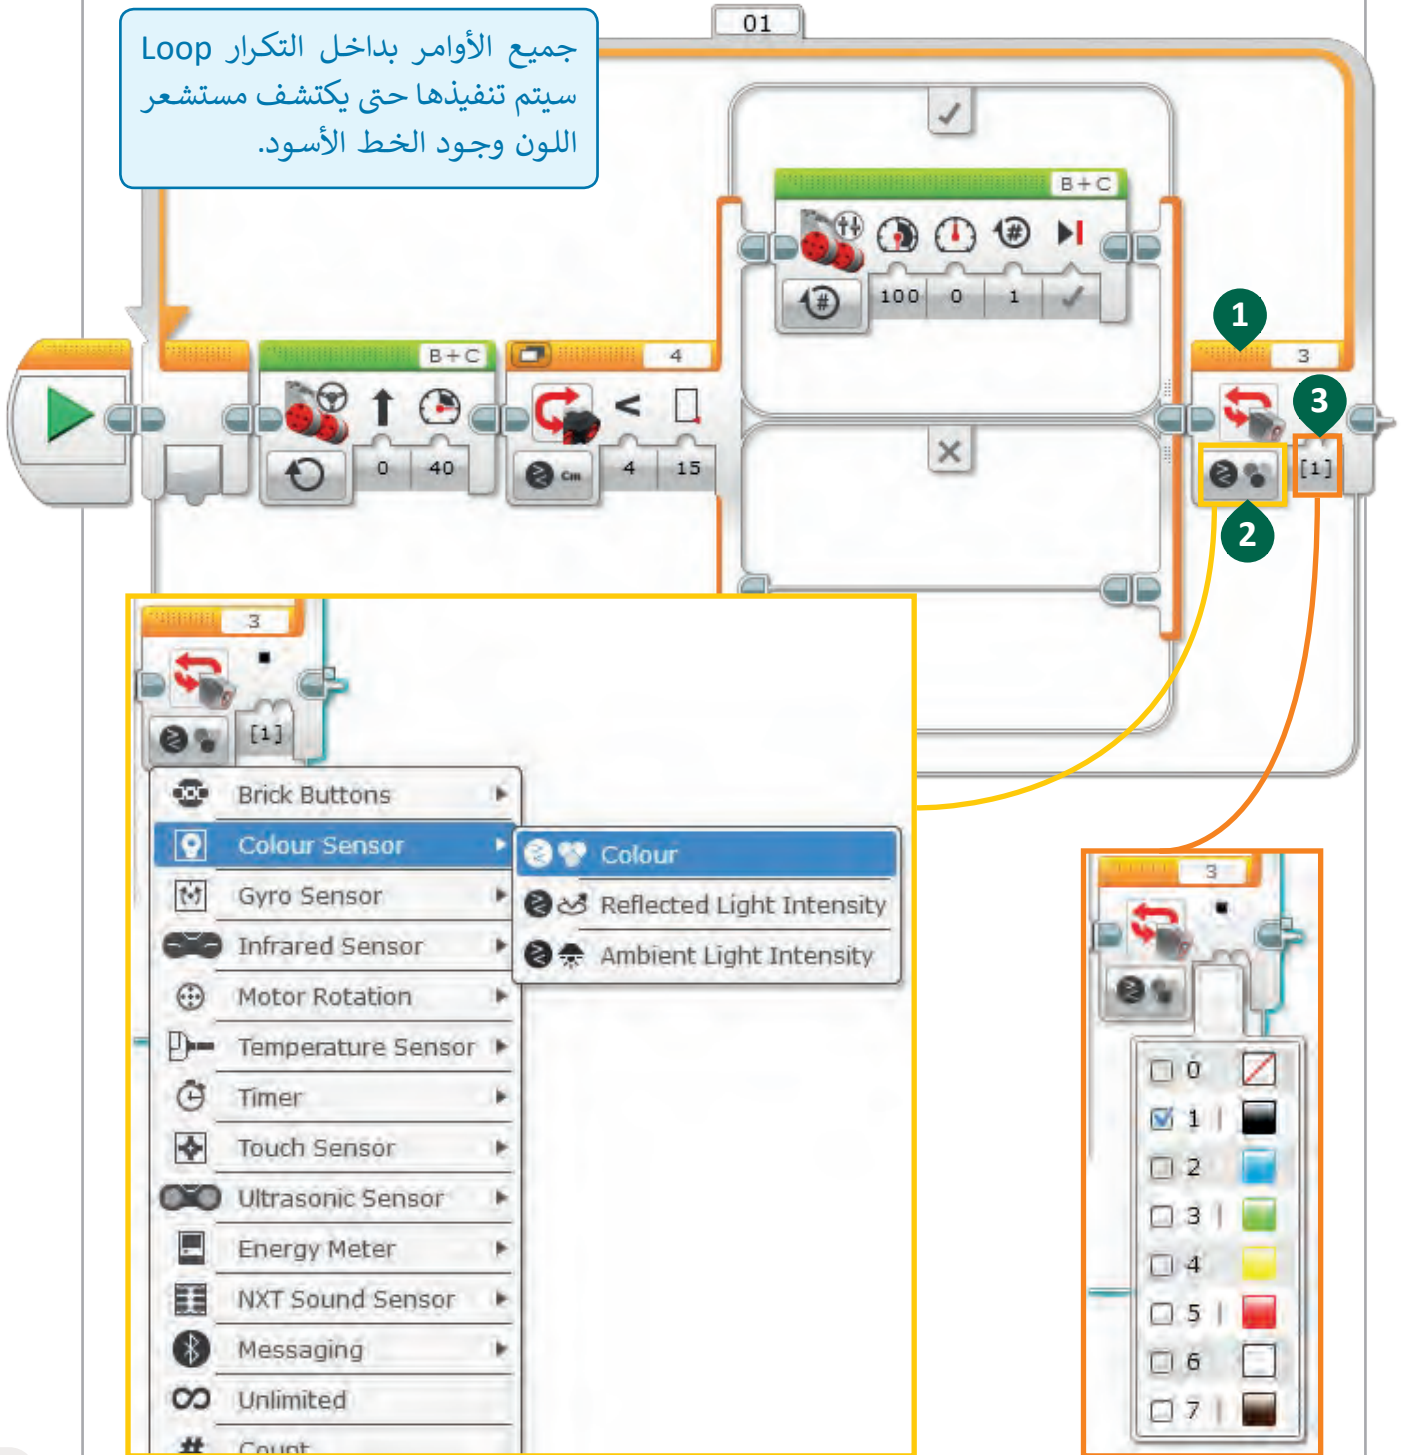 01
جميع الأوامر بداخل التكرار Loop
سيتم تنفيذها حتى يكتشف مستشعر
اللون وجود الخط الأسود.
B+C
100 0 1
1
B+C
4
3
3
0 40
Cm 4 15
[1]
2
3
[1]
Brick Buttons
Colour Sensor
Colour
Gyro Sensor
Reflected Light Intensity
Infrared Sensor
Ambient Light Intensity
Motor Rotation
Temperature Sensor
Timer
Touch Sensor
Ultrasonic Sensor
Energy Meter
NXT Sound Sensor
Messaging
Unlimited
# Count
3
0
1
2
3
4
5
6
7